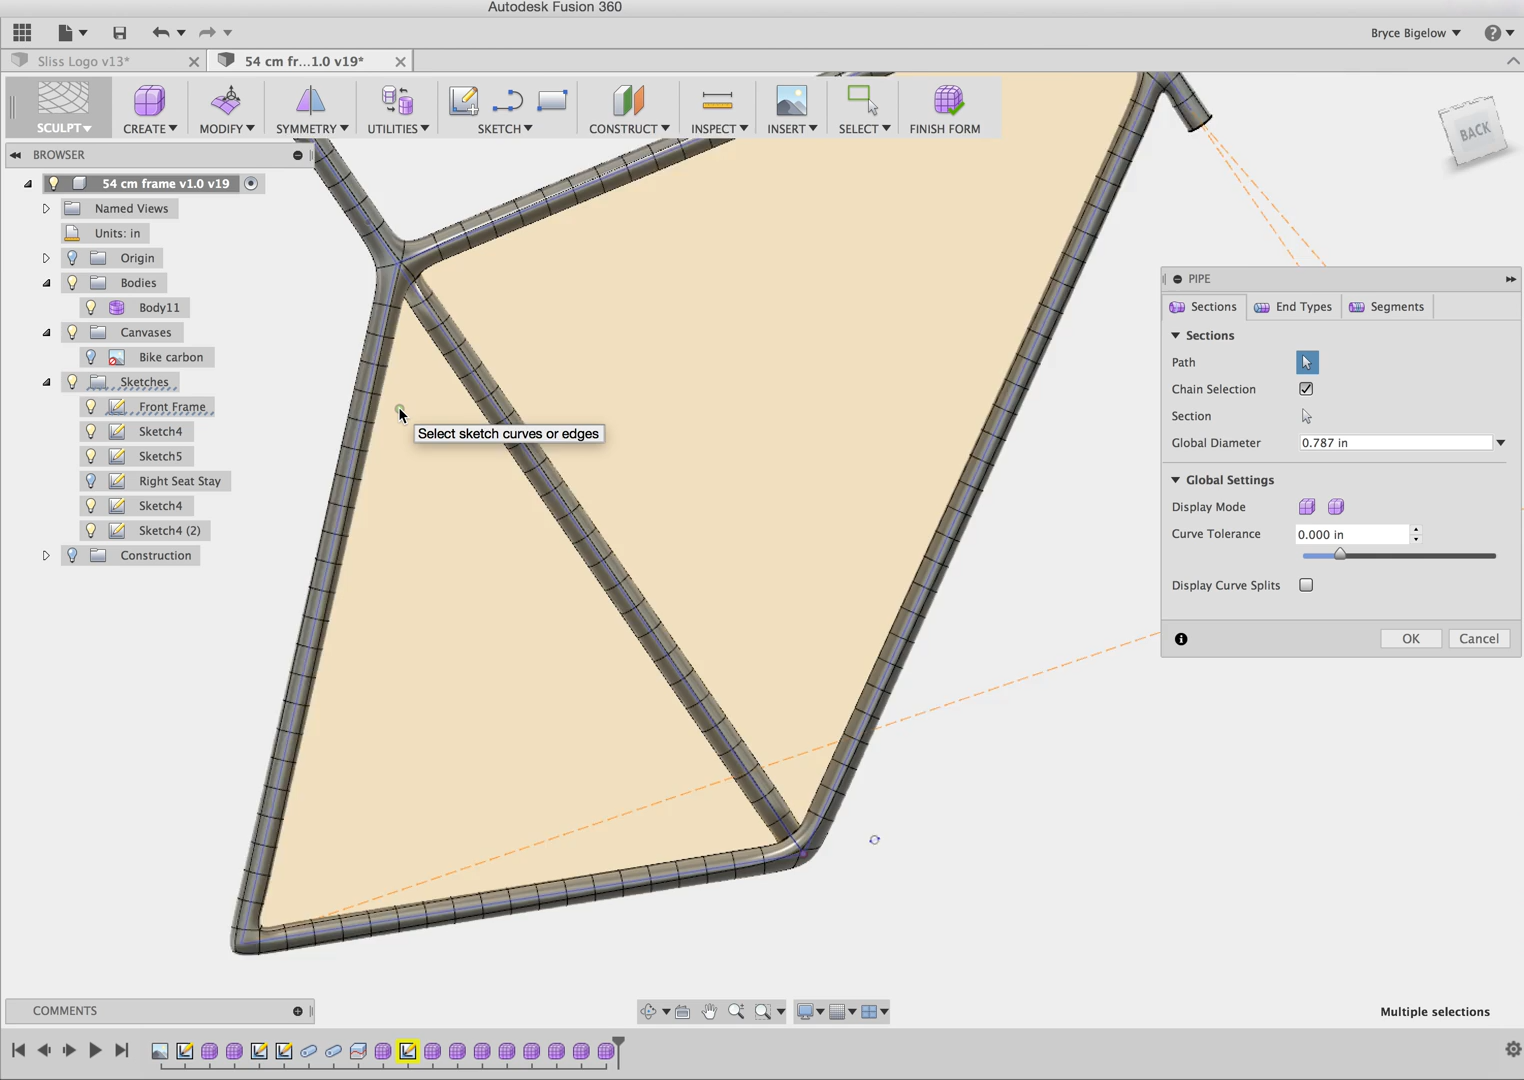 Autodesk Fusion 360
Bryce Bigelow
Sliss Logo v13*
54 cm fr...1.0 v19*
SCULPT
CREATE
MODIFY
SYMMETRY
UTILITIES
SKETCH
CONSTRUCT
INSPECT
INSERT
SELECT
FINISH FORM
BACK
BROWSER
54 cm frame v1.0 v19
Named Views
Units: in
Origin
Bodies
Body11
Canvases
Bike carbon
Sketches
Front Frame
Sketch4
Sketch5
Right Seat Stay
Sketch4
Sketch4 (2)
Construction
Select sketch curves or edges
PIPE
Sections
End Types
Segments
Sections
Path
Chain Selection
Section
Global Diameter
0.787 in
Global Settings
Display Mode
Curve Tolerance
0.000 in
Display Curve Splits
OK
Cancel
COMMENTS
Multiple selections